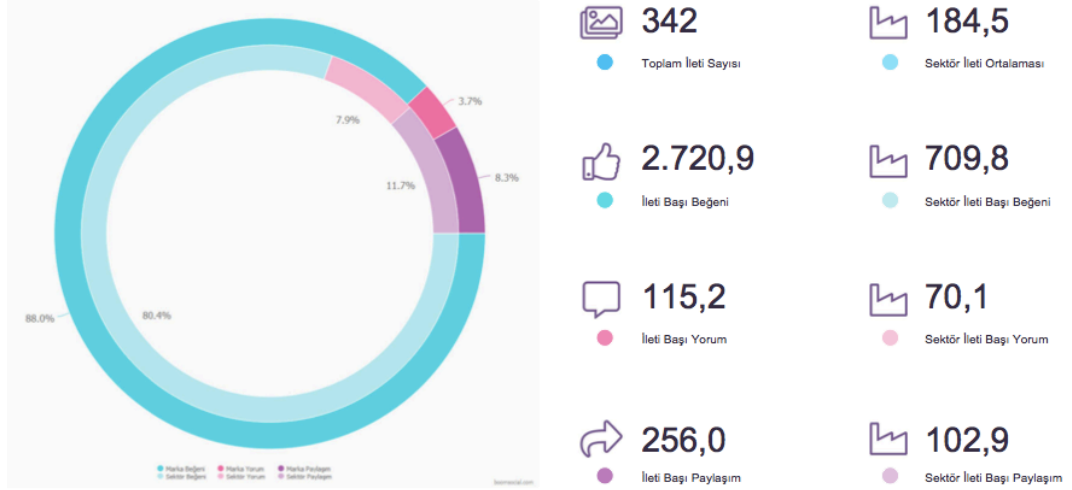 3.7%
7.9%
11.7%
8.3%
88.0%
80.4%
Marka Beğeni Marka Yorum Marka Paylaşım
Sektör Beğeni Sektör Yorum Sektör Paylaşım
boomsocial.com
342
Toplam İleti Sayısı
184,5
Sektör İleti Ortalaması
2.720,9
İleti Başı Beğeni
709,8
Sektör İleti Başı Beğeni
115,2
İleti Başı Yorum
70,1
Sektör İleti Başı Yorum
256,0
İleti Başı Paylaşım
102,9
Sektör İleti Başı Paylaşım